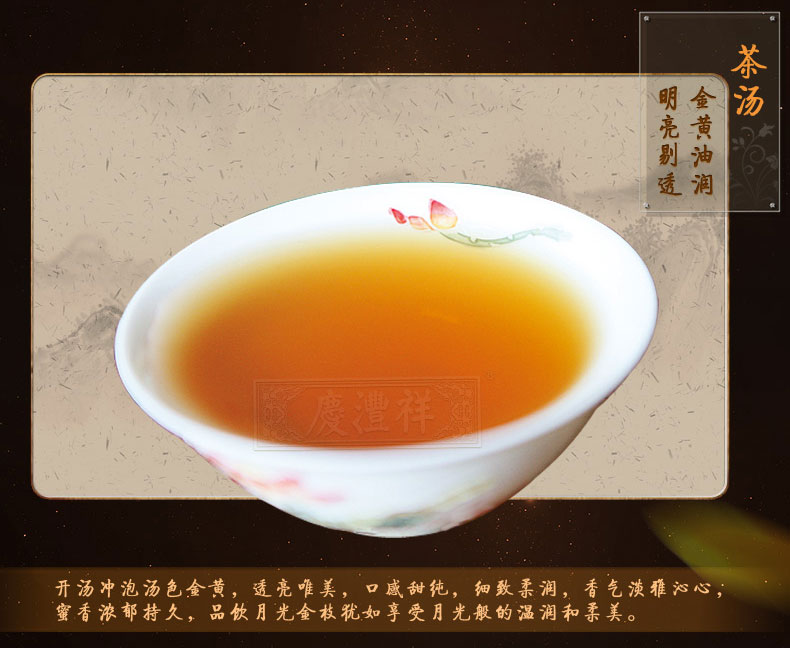 茶汤
金黄油润
明亮剔透
慶灃祥
开汤冲泡汤色金黄，透亮唯美，口感甜纯，细致柔润，香气淡雅沁心；
蜜香浓郁持久，品饮月光金枝犹如享受月光般的温润和柔美。